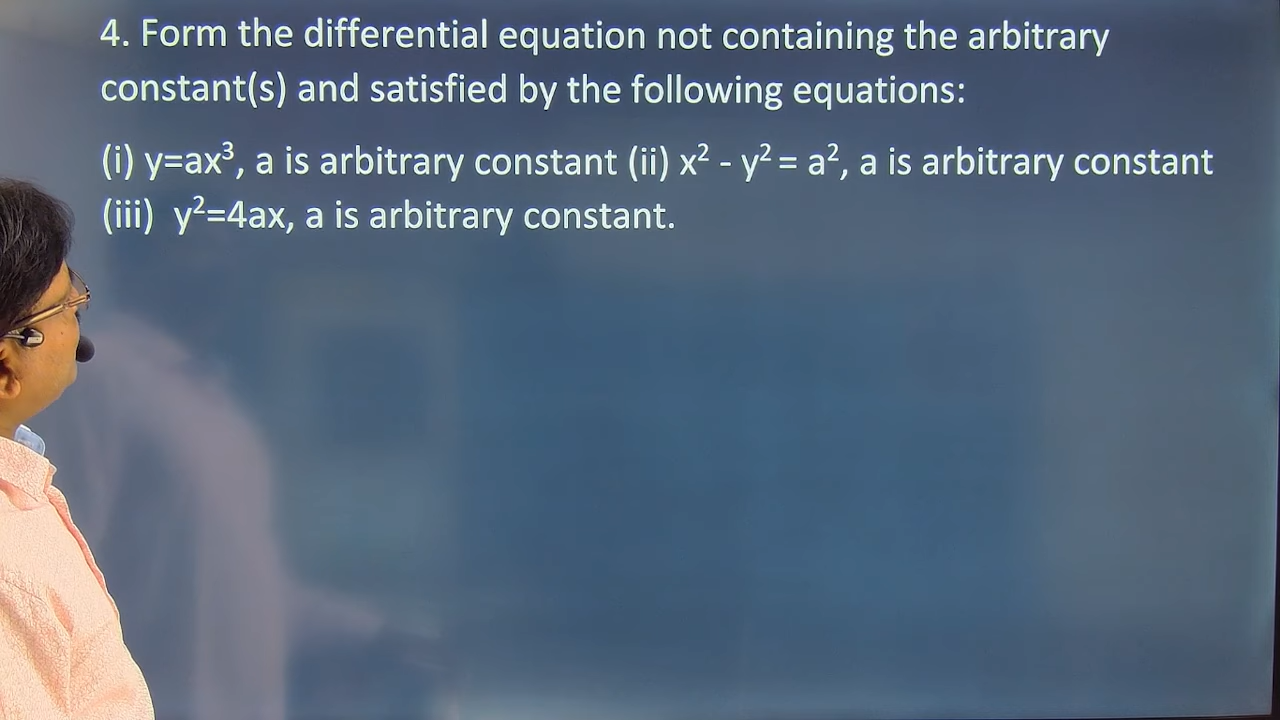 4. Form the differential equation not containing the arbitrary
constant(s) and satisfied by the following equations:
(i) y=ax³, a is arbitrary constant (ii) x² - y² = a², a is arbitrary constant
(iii) y²=4ax, a is arbitrary constant.